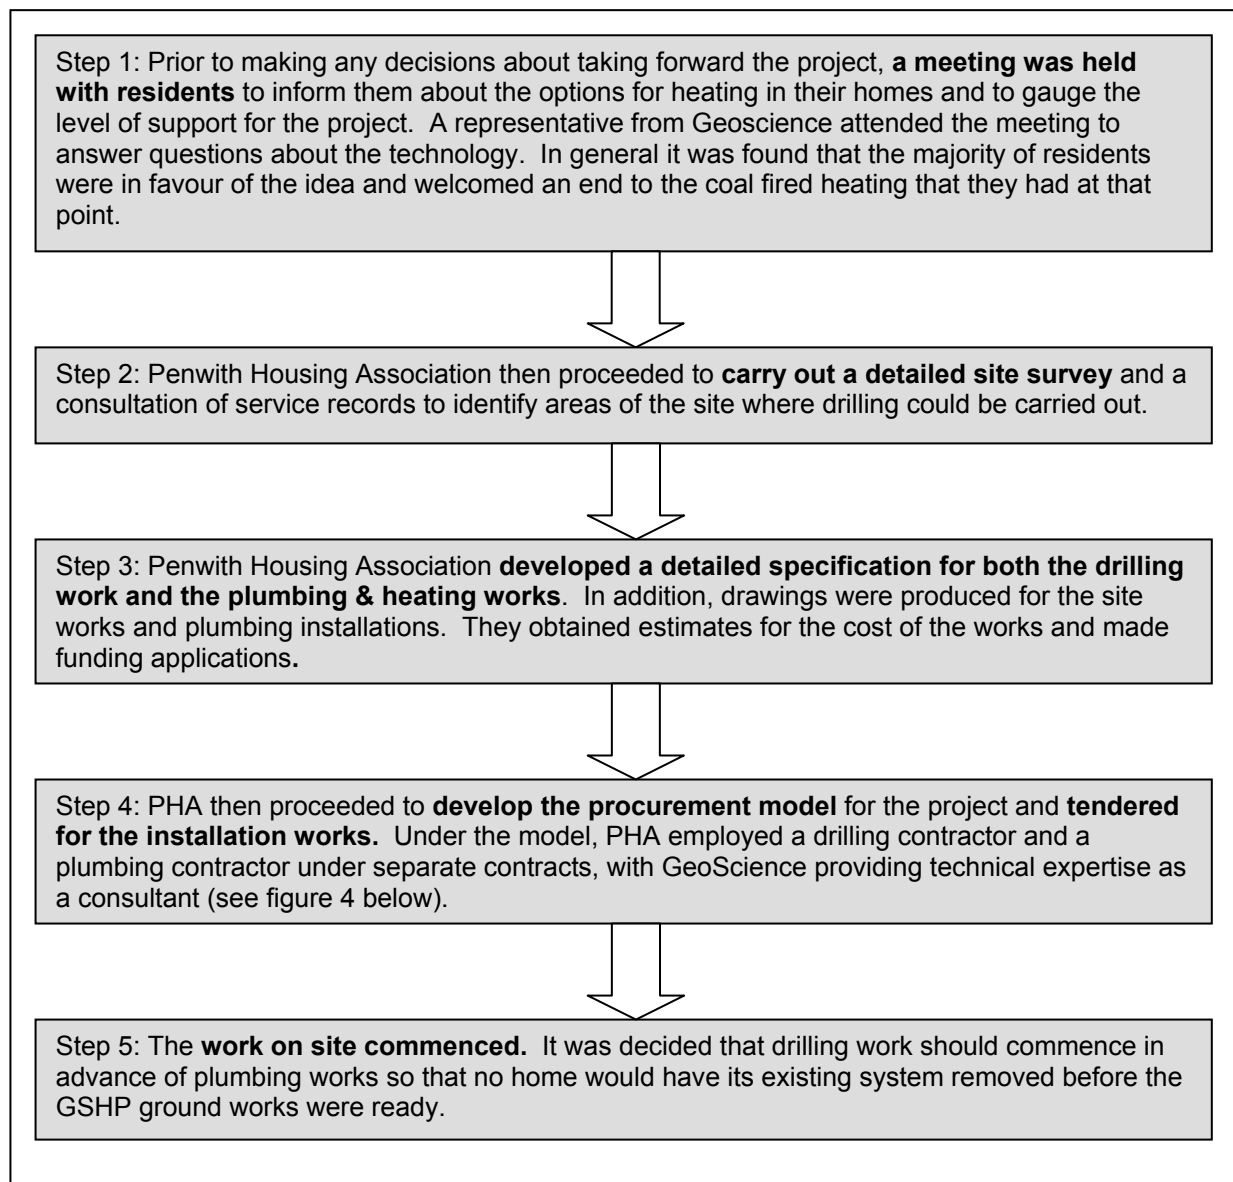 Step 1: Prior to making any decisions about taking forward the project, a meeting was held
with residents to inform them about the options for heating in their homes and to gauge the
level of support for the project. A representative from Geoscience attended the meeting to
answer questions about the technology. In general it was found that the majority of residents
were in favour of the idea and welcomed an end to the coal fired heating that they had at that
point.
Step 2: Penwith Housing Association then proceeded to carry out a detailed site survey and a
consultation of service records to identify areas of the site where drilling could be carried out.
Step 3: Penwith Housing Association developed a detailed specification for both the drilling
work and the plumbing & heating works. In addition, drawings were produced for the site
works and plumbing installations. They obtained estimates for the cost of the works and made
funding applications.
Step 4: PHA then proceeded to develop the procurement model for the project and tendered
for the installation works. Under the model, PHA employed a drilling contractor and a
plumbing contractor under separate contracts, with GeoScience providing technical expertise as
a consultant (see figure 4 below).
Step 5: The work on site commenced. It was decided that drilling work should commence in
advance of plumbing works so that no home would have its existing system removed before the
GSHP ground works were ready.